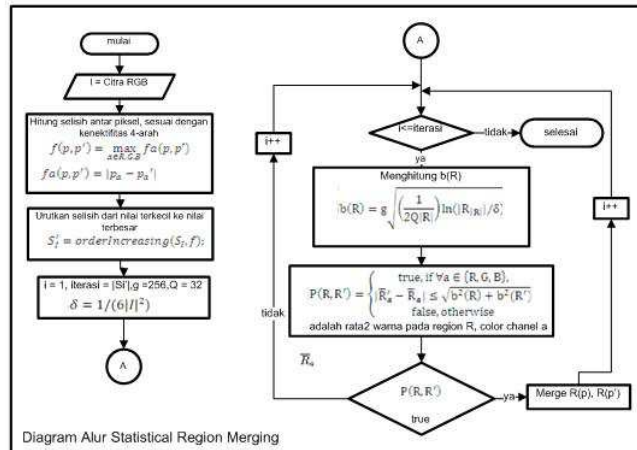 mulai
I = Citra RGB
Hitung selisih antar piksel, sesuai dengan
kenektifitas 4-arah
f(p,p') = max a∈R,G,B fa(p,p')
fa(p,p') = |pa − pa'|
Urutkan selisih dari nilai terkecil ke nilai
terbesar
S'I = orderIncreasing(SI, f);
i = 1, iterasi = |Si'|,g =256,Q = 32
δ = 1/(6|I|²)
A
A
i<=iterasi
tidak
selesai
ya
i++
i++
Menghitung b(R)
b(R) = g√((1/2Q|R|) ln(|R|R||/δ)
P(R,R') = { true, if ∀a ∈ {R, G, B},
|R̅'a − R̅a| ≤ √b²(R) + b²(R')
false, otherwise
adalah rata2 warna pada region R, color chanel a
tidak
R̅a
P(R,R')
true
ya
Merge R(p), R(p')
Diagram Alur Statistical Region Merging